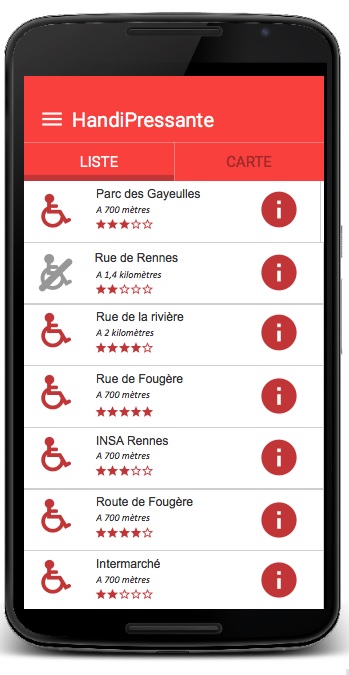 HandiPressante
LISTE
CARTE
Parc des Gayeulles
A 700 mètres
Rue de Rennes
A 1,4 kilomètres
Rue de la rivière
A 2 kilomètres
Rue de Fougère
A 700 mètres
INSA Rennes
A 700 mètres
Route de Fougère
A 700 mètres
Intermarché
A 700 mètres